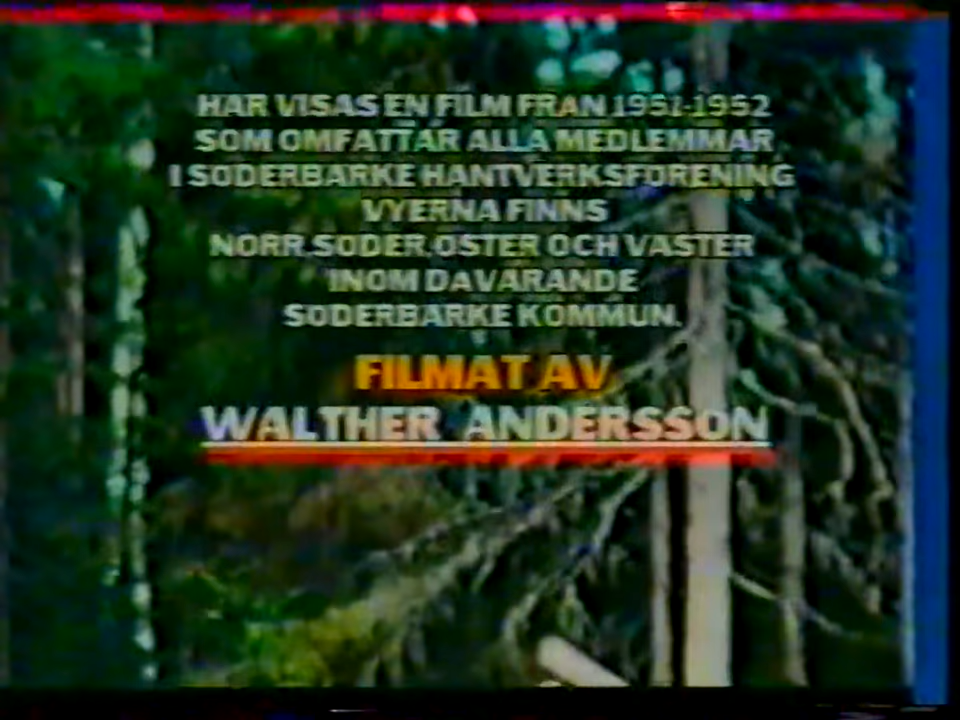 HAR VISAS EN FILM FRAN 1951-1952
SOM OMFATTAR ALLA MEDLEMMAR
I SODERBARKE HANTVERKSFORENING
VYERNA FINNS
NORR,SODER,OSTER OCH VASTER
INOM DAVARANDE
SODERBARKE KOMMUN.
FILMAT AV
WALTHER ANDERSSON